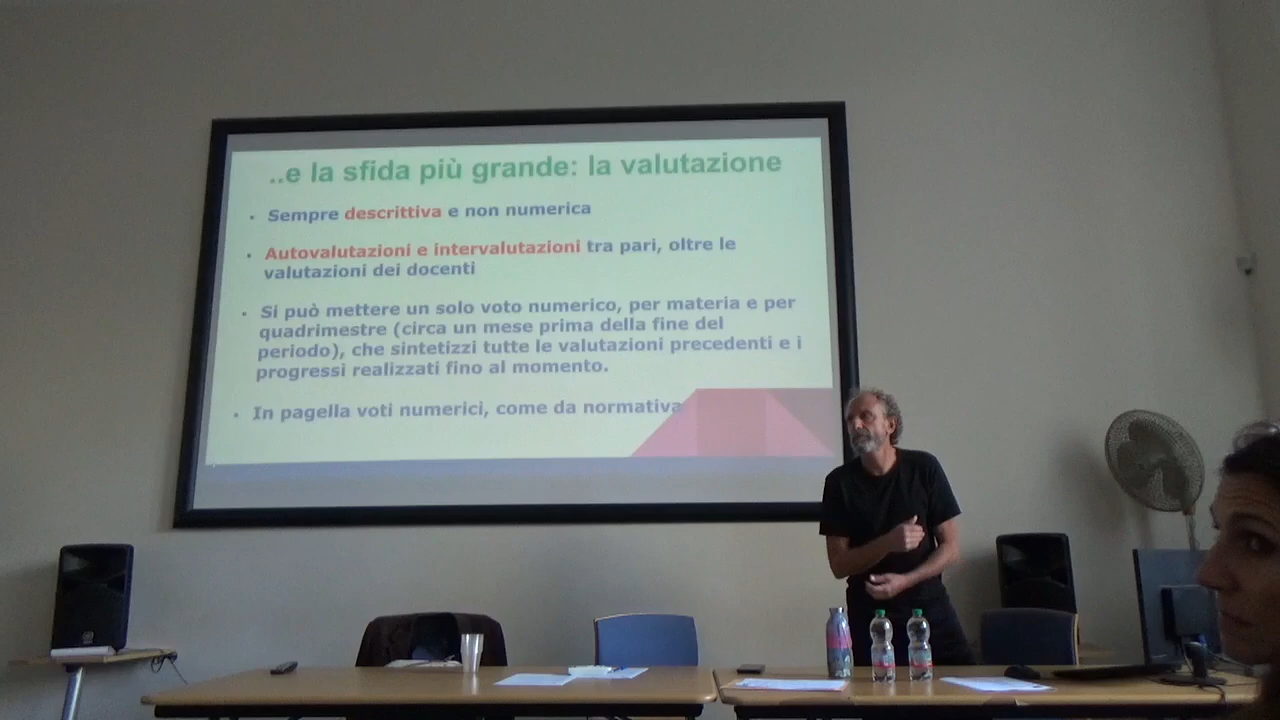 ..e la sfida più grande: la valutazione
Sempre descrittiva e non numerica
Autovalutazioni e intervalutazioni tra pari, oltre le
valutazioni dei docenti
Si può mettere un solo voto numerico, per materia e per
quadrimestre (circa un mese prima della fine del
periodo), che sintetizzi tutte le valutazioni precedenti e i
progressi realizzati fino al momento.
In pagella voti numerici, come da normativa